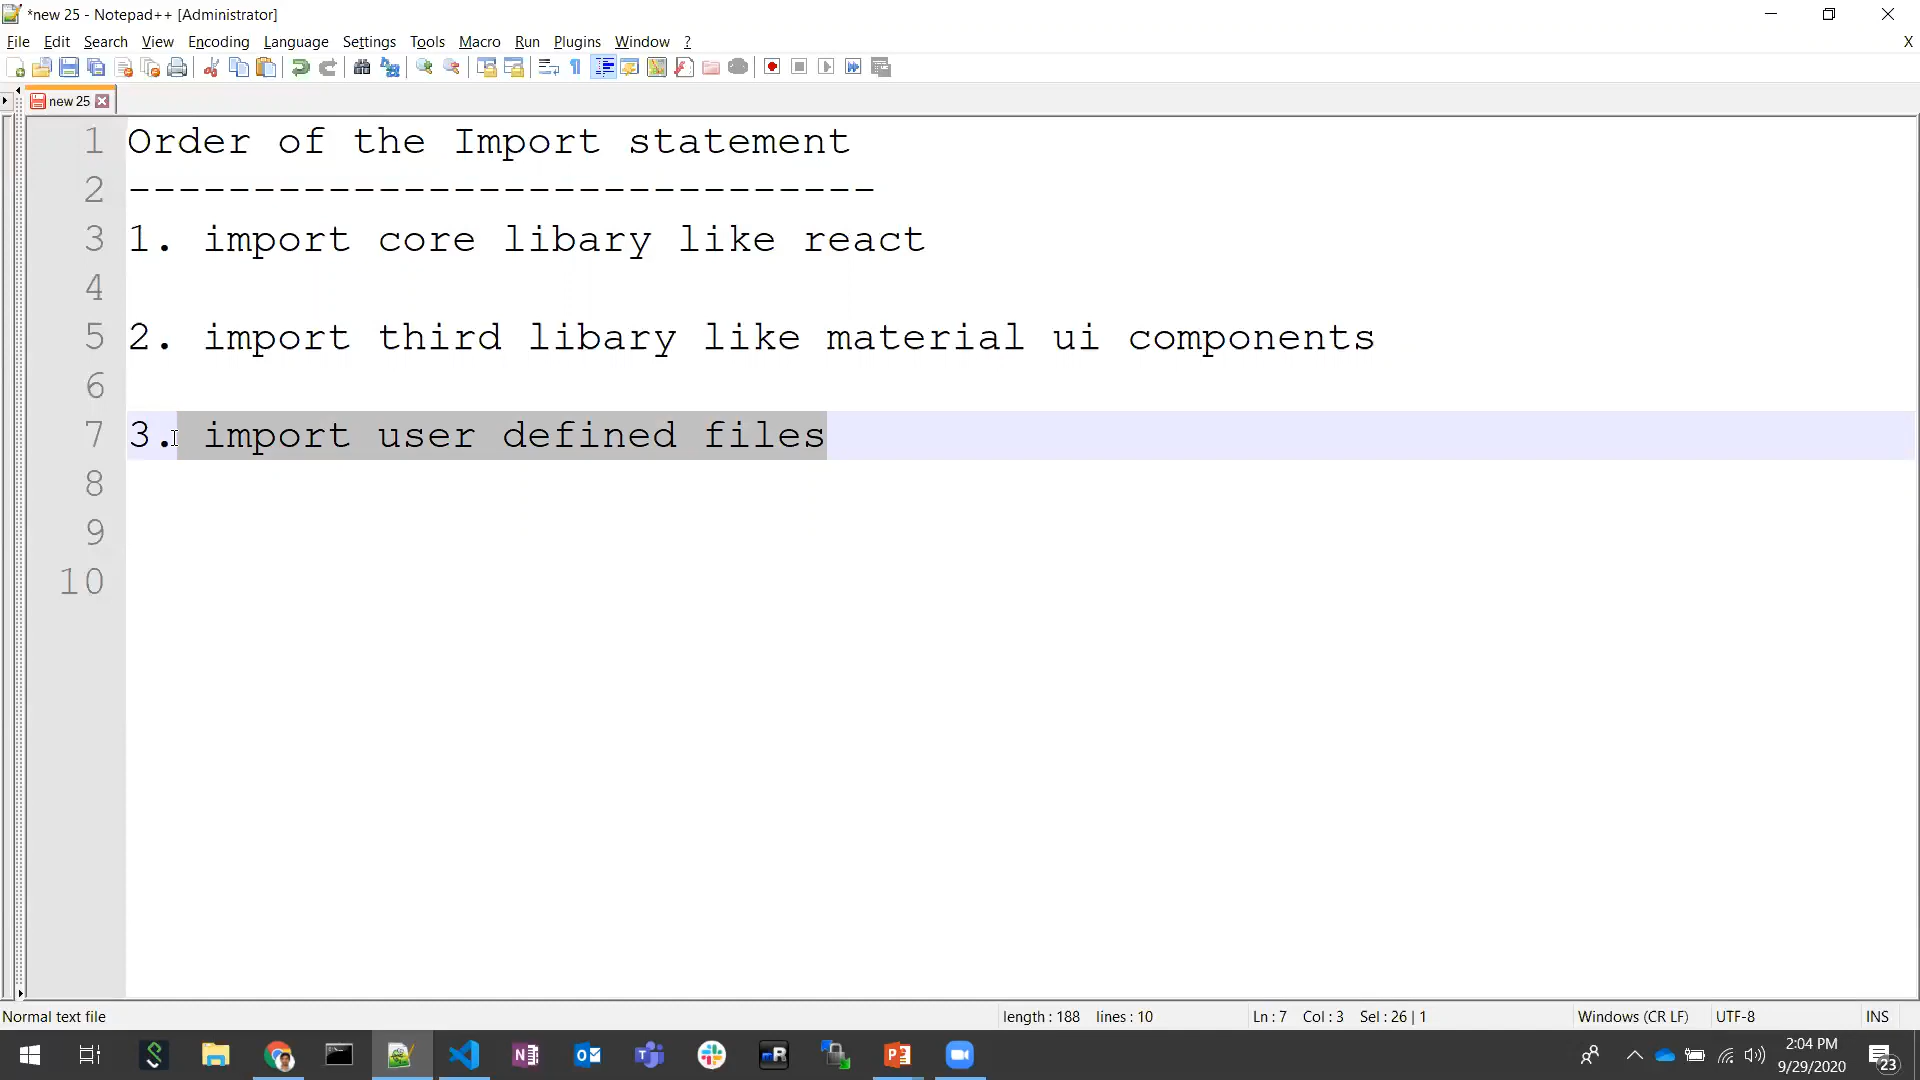 *new 25 - Notepad++ [Administrator]
File Edit Search View Encoding Language Settings Tools Macro Run Plugins Window ? X
new 25
1 Order of the Import statement
2 ------------------------------
3 1. import core libary like react
4
5 2. import third libary like material ui components
6
7 3. import user defined files
8
9
10
Normal text file length : 188 lines : 10 Ln : 7 Col : 3 Sel : 26 | 1 Windows (CR LF) UTF-8 INS
2:04 PM
9/29/2020
23